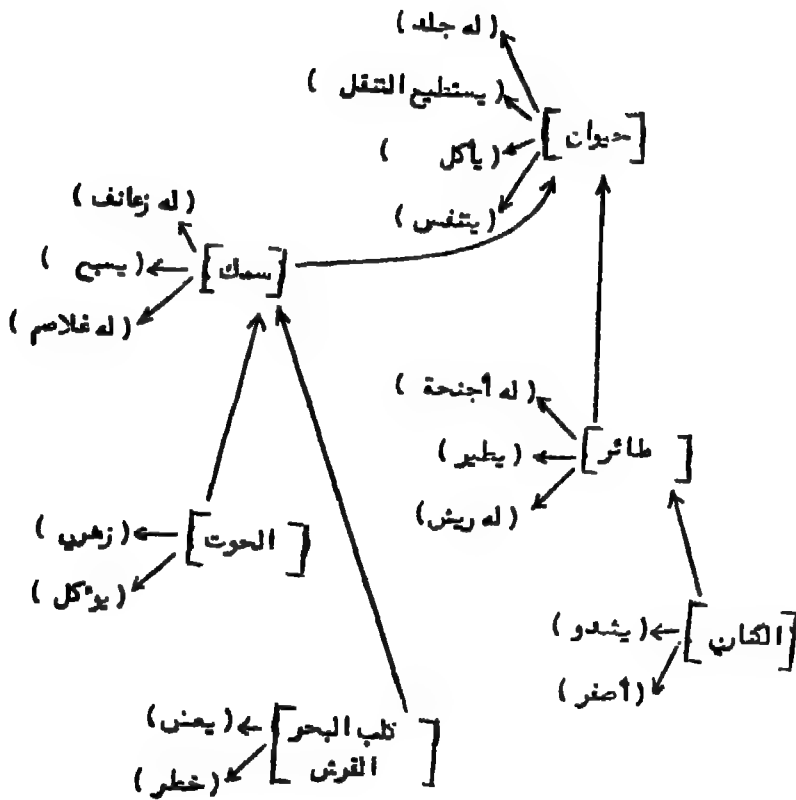 ( له جلد )
( يستطيع التنقل )
[ حيوان ]
( يأكل )
( يتنفس )
( له زعانف )
( يسبح )
[ سمك ]
( له غلاصم )
( له أجنحة )
( يطير )
[ طائر ]
( له ريش )
( زهري )
[ الحوت ]
( يؤكل )
( يشدو )
[ الكناري ]
( أصفر )
( يعض )
[ كلب البحر
القرش ]
( خطر )